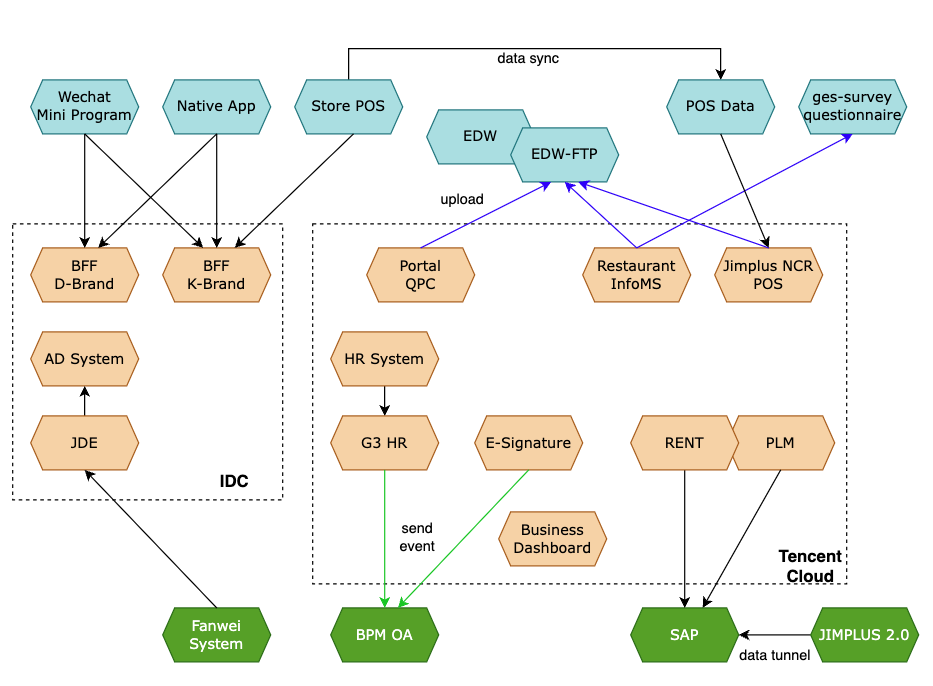 data sync
Wechat
Mini Program
Native App
Store POS
EDW
EDW-FTP
POS Data
ges-survey
questionnaire
upload
BFF
D-Brand
BFF
K-Brand
Portal
QPC
Restaurant
InfoMS
Jimplus NCR
POS
AD System
HR System
JDE
G3 HR
E-Signature
RENT
PLM
IDC
send
event
Business
Dashboard
Tencent
Cloud
Fanwei
System
BPM OA
SAP
JIMPLUS 2.0
data tunnel